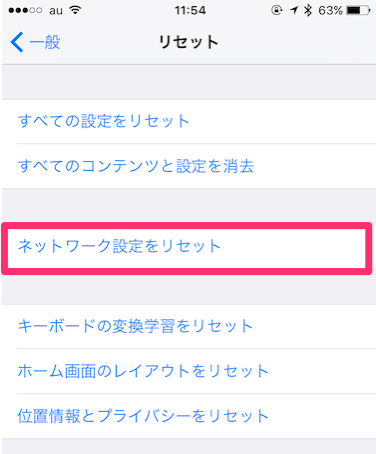 au 11:54 63%
一般 リセット
すべての設定をリセット
すべてのコンテンツと設定を消去
ネットワーク設定をリセット
キーボードの変換学習をリセット
ホーム画面のレイアウトをリセット
位置情報とプライバシーをリセット